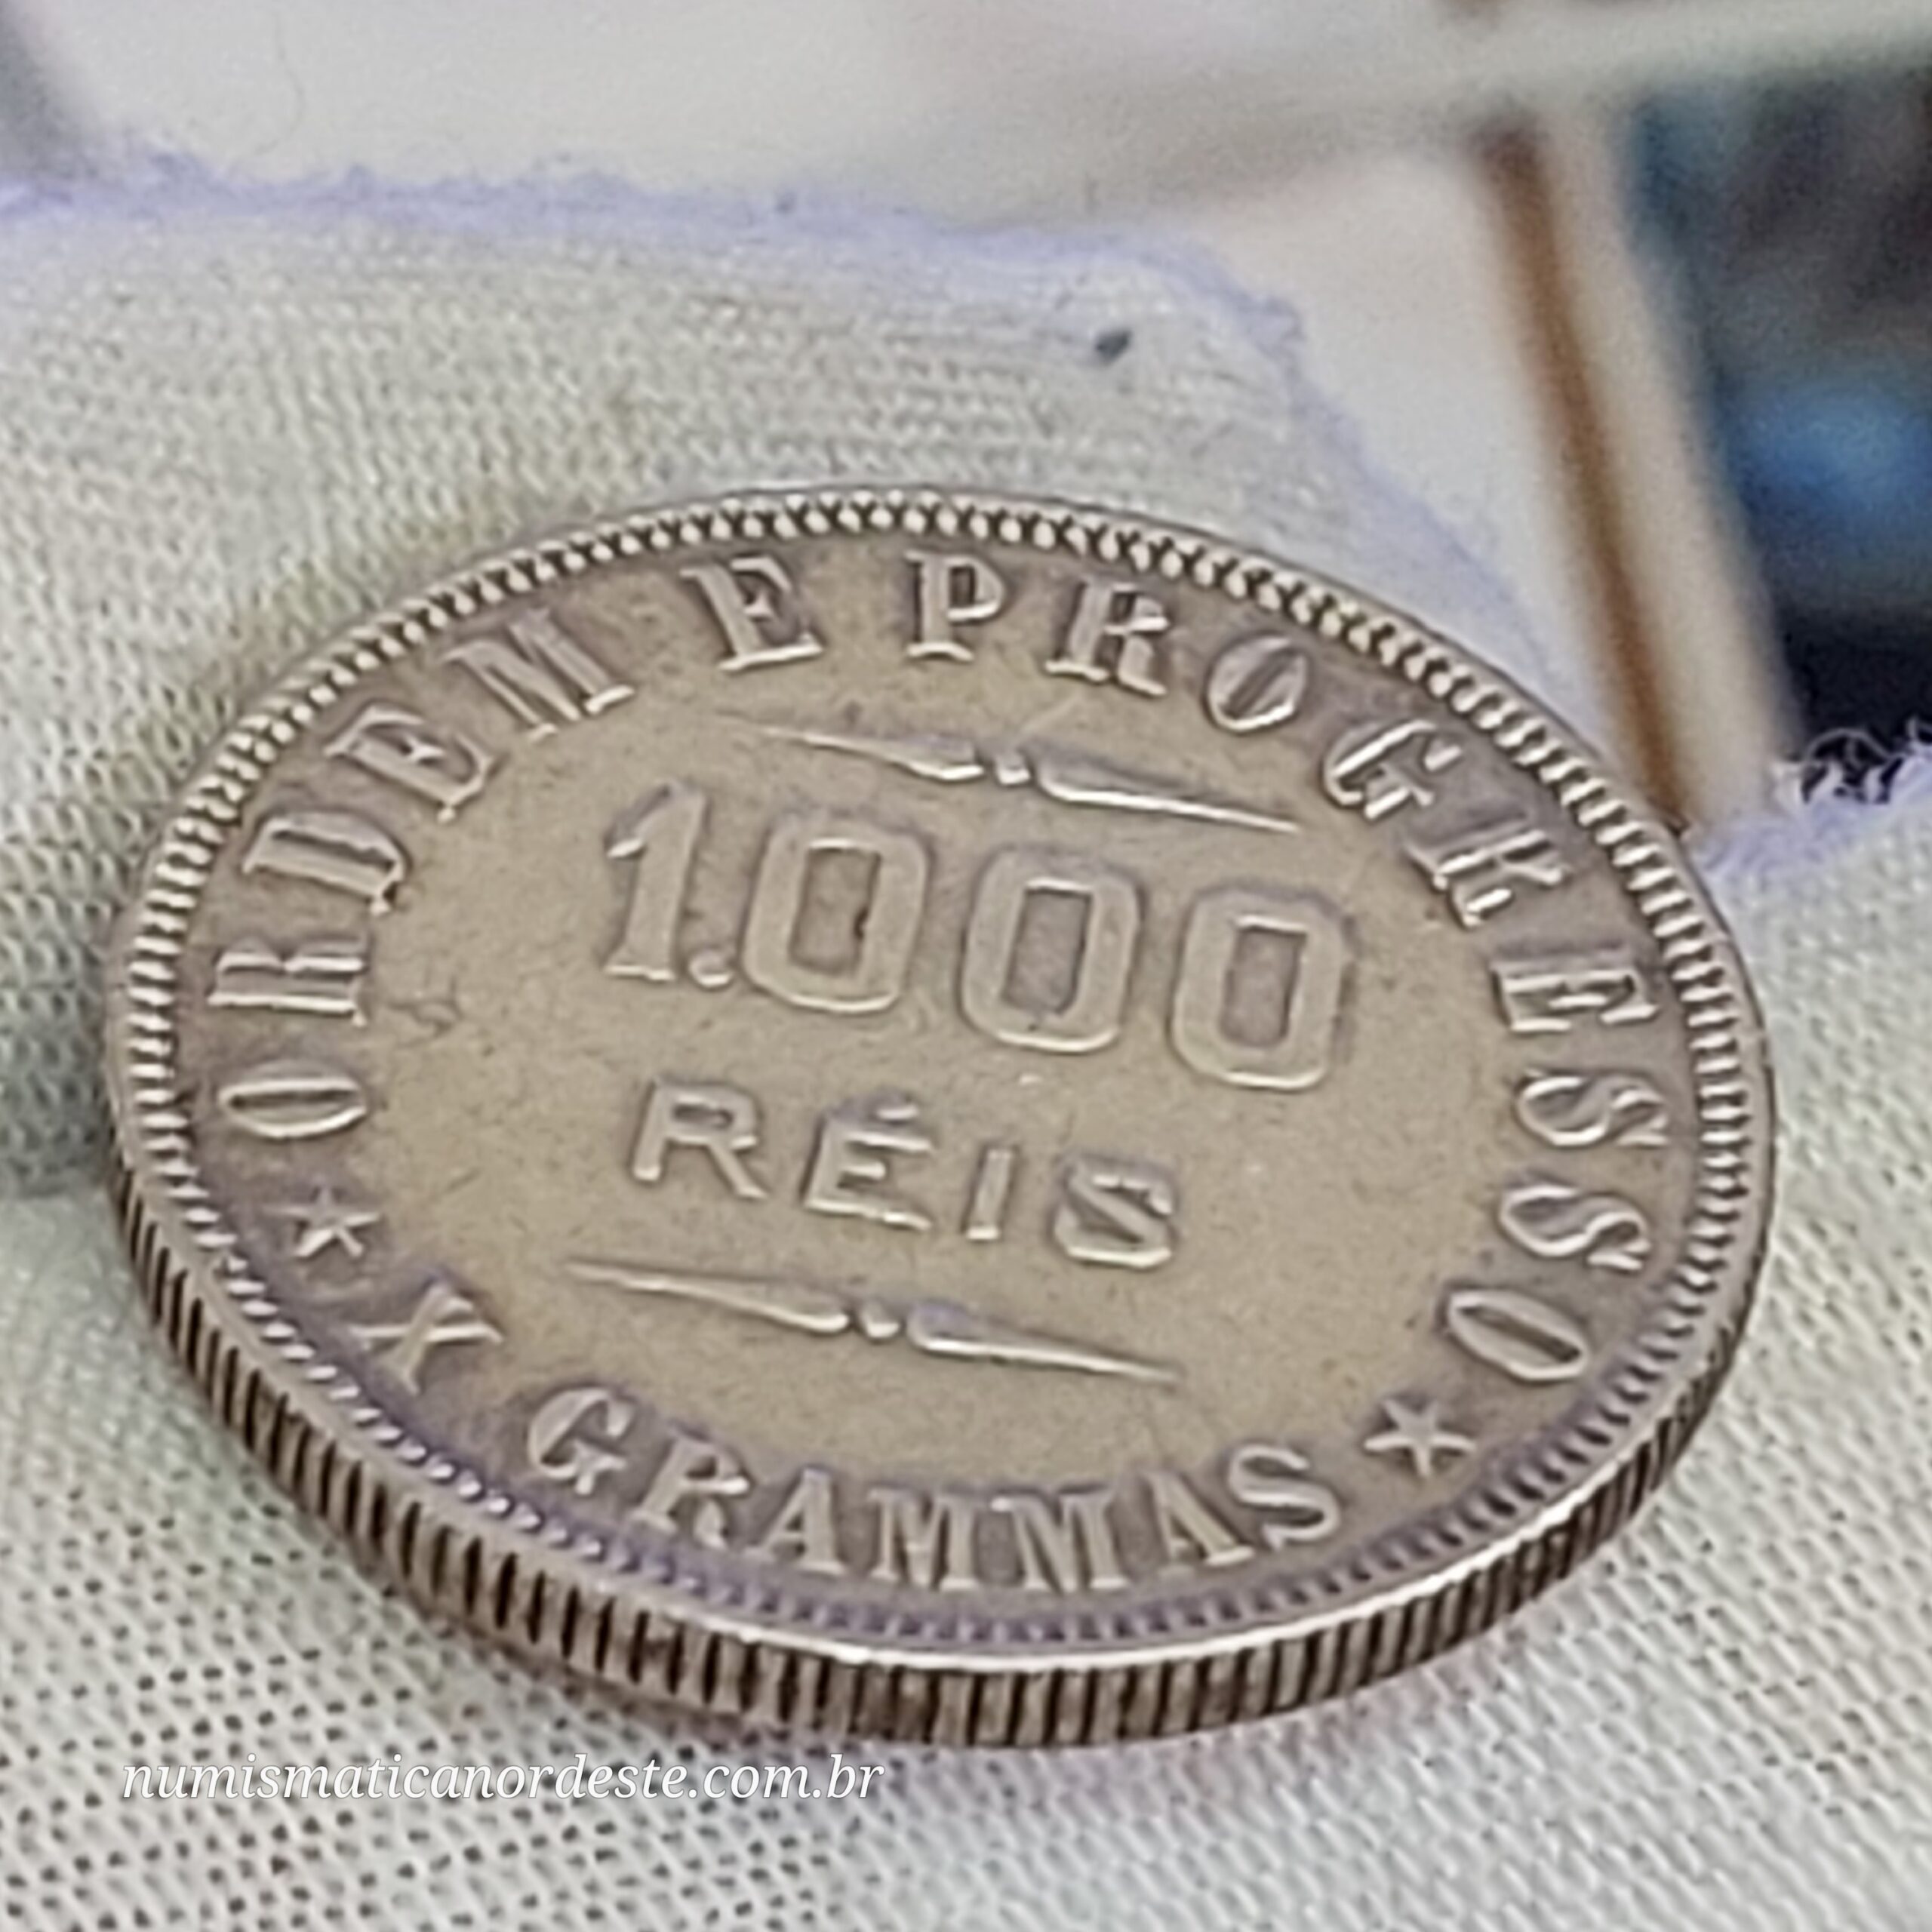 ORDEM E PROGRESSO
1.000
RÉIS
★ X GRAMMAS ★
numismaticanordeste.com.br